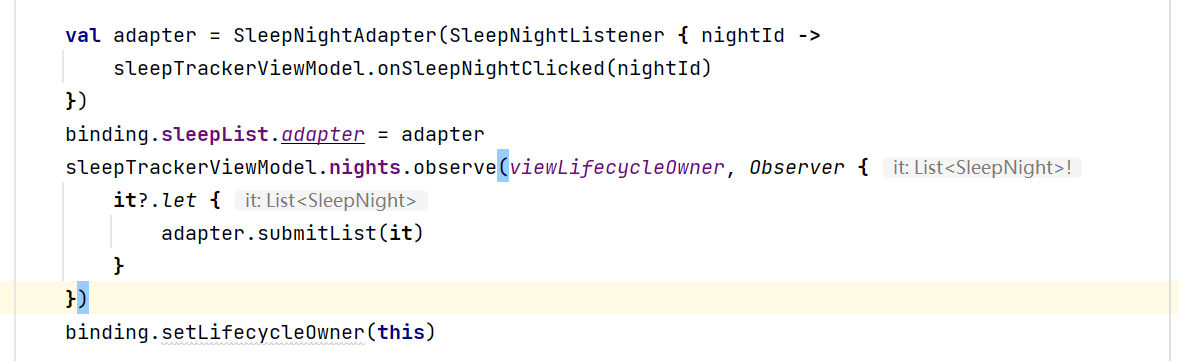 val adapter = SleepNightAdapter(SleepNightListener { nightId ->
    sleepTrackerViewModel.onSleepNightClicked(nightId)
})
binding.sleepList.adapter = adapter
sleepTrackerViewModel.nights.observe(viewLifecycleOwner, Observer { it: List<SleepNight>!
    it?.let { it: List<SleepNight>
        adapter.submitList(it)
    }
})
binding.setLifecycleOwner(this)